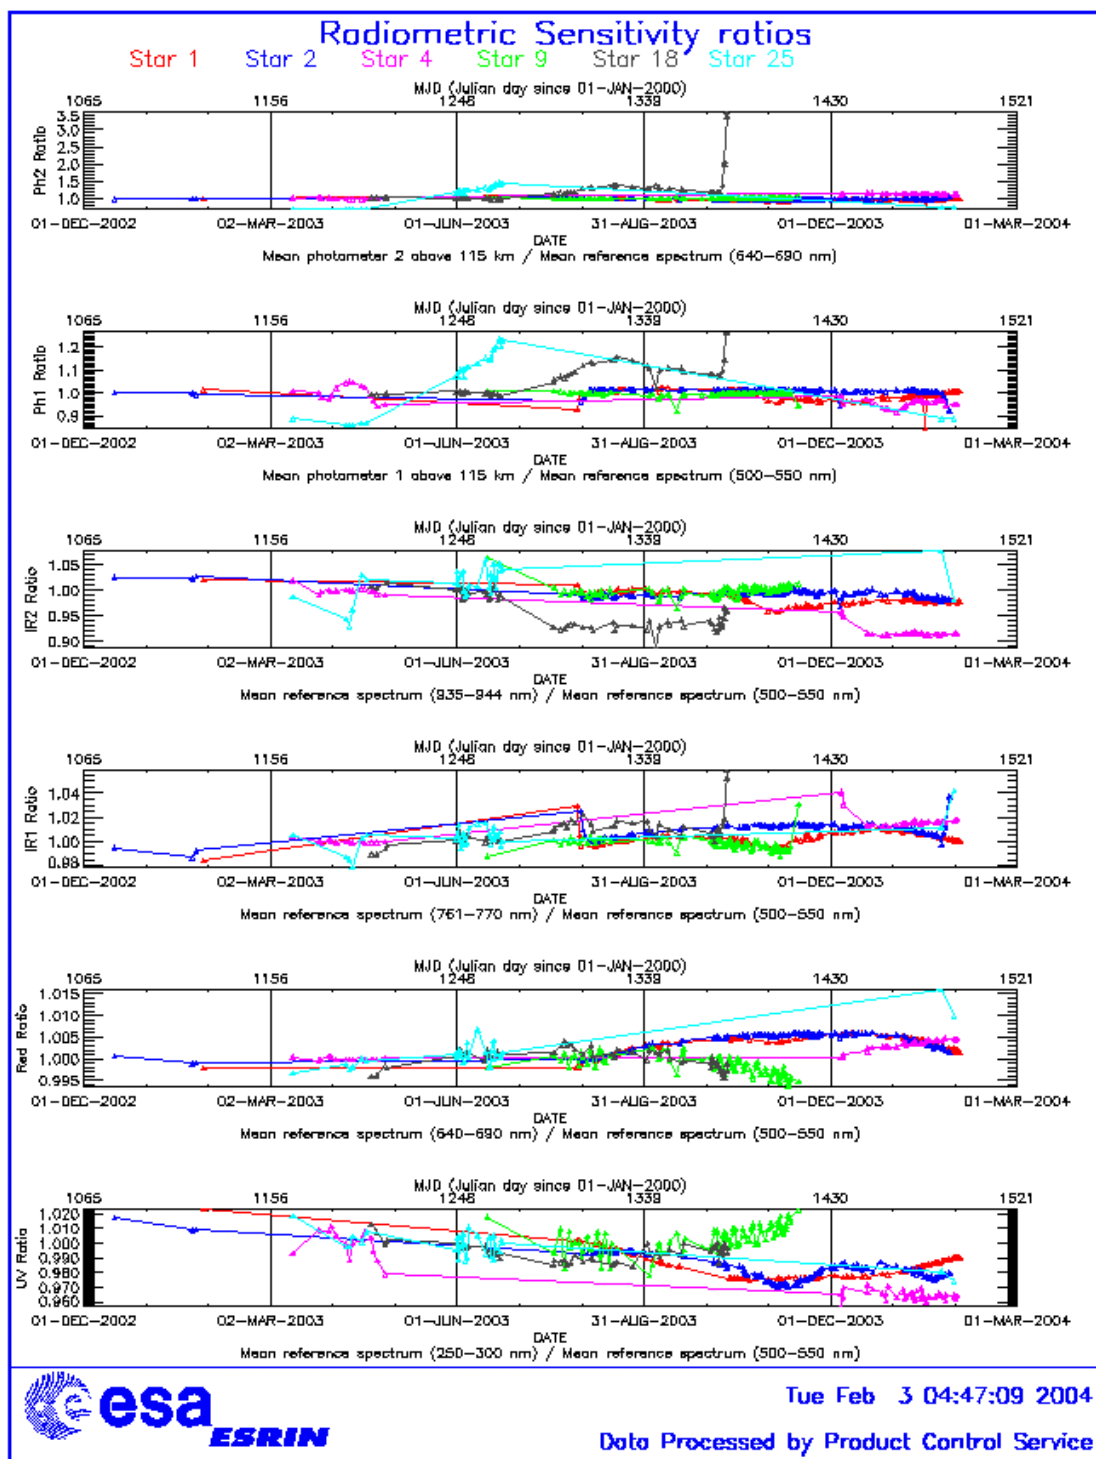 Radiometric Sensitivity ratios
Star 1 Star 2 Star 4 Star 9 Star 18 Star 25
MJD (Julian day since 01-JAN-2000)
1065 1156 1248 1339 1430 1521
Ph2 Ratio
3.5
3.0
2.0
1.5
1.0
01-DEC-2002 02-MAR-2003 01-JUN-2003 31-AUG-2003 01-DEC-2003 01-MAR-2004
DATE
Mean photometer 2 above 115 km / Mean reference spectrum (640-690 nm)
MJD (Julian day since 01-JAN-2000)
1065 1156 1248 1339 1430 1521
Ph1 Ratio
1.2
1.0
0.9
01-DEC-2002 02-MAR-2003 01-JUN-2003 31-AUG-2003 01-DEC-2003 01-MAR-2004
DATE
Mean photometer 1 above 115 km / Mean reference spectrum (500-550 nm)
MJD (Julian day since 01-JAN-2000)
1065 1156 1248 1339 1430 1521
IR2 Ratio
1.05
1.00
0.95
0.90
01-DEC-2002 02-MAR-2003 01-JUN-2003 31-AUG-2003 01-DEC-2003 01-MAR-2004
DATE
Mean reference spectrum (935-944 nm) / Mean reference spectrum (500-550 nm)
MJD (Julian day since 01-JAN-2000)
1065 1156 1248 1339 1430 1521
IR1 Ratio
1.04
1.02
1.00
0.98
01-DEC-2002 02-MAR-2003 01-JUN-2003 31-AUG-2003 01-DEC-2003 01-MAR-2004
DATE
Mean reference spectrum (761-770 nm) / Mean reference spectrum (500-550 nm)
MJD (Julian day since 01-JAN-2000)
1065 1156 1248 1339 1430 1521
Red Ratio
1.015
1.005
1.000
0.995
01-DEC-2002 02-MAR-2003 01-JUN-2003 31-AUG-2003 01-DEC-2003 01-MAR-2004
DATE
Mean reference spectrum (640-690 nm) / Mean reference spectrum (500-550 nm)
MJD (Julian day since 01-JAN-2000)
1065 1156 1248 1339 1430 1521
UV Ratio
1.020
1.010
1.000
0.990
0.980
0.970
0.960
01-DEC-2002 02-MAR-2003 01-JUN-2003 31-AUG-2003 01-DEC-2003 01-MAR-2004
DATE
Mean reference spectrum (250-300 nm) / Mean reference spectrum (500-550 nm)
esa
ESRIN
Tue Feb 3 04:47:09 2004
Data Processed by Product Control Service